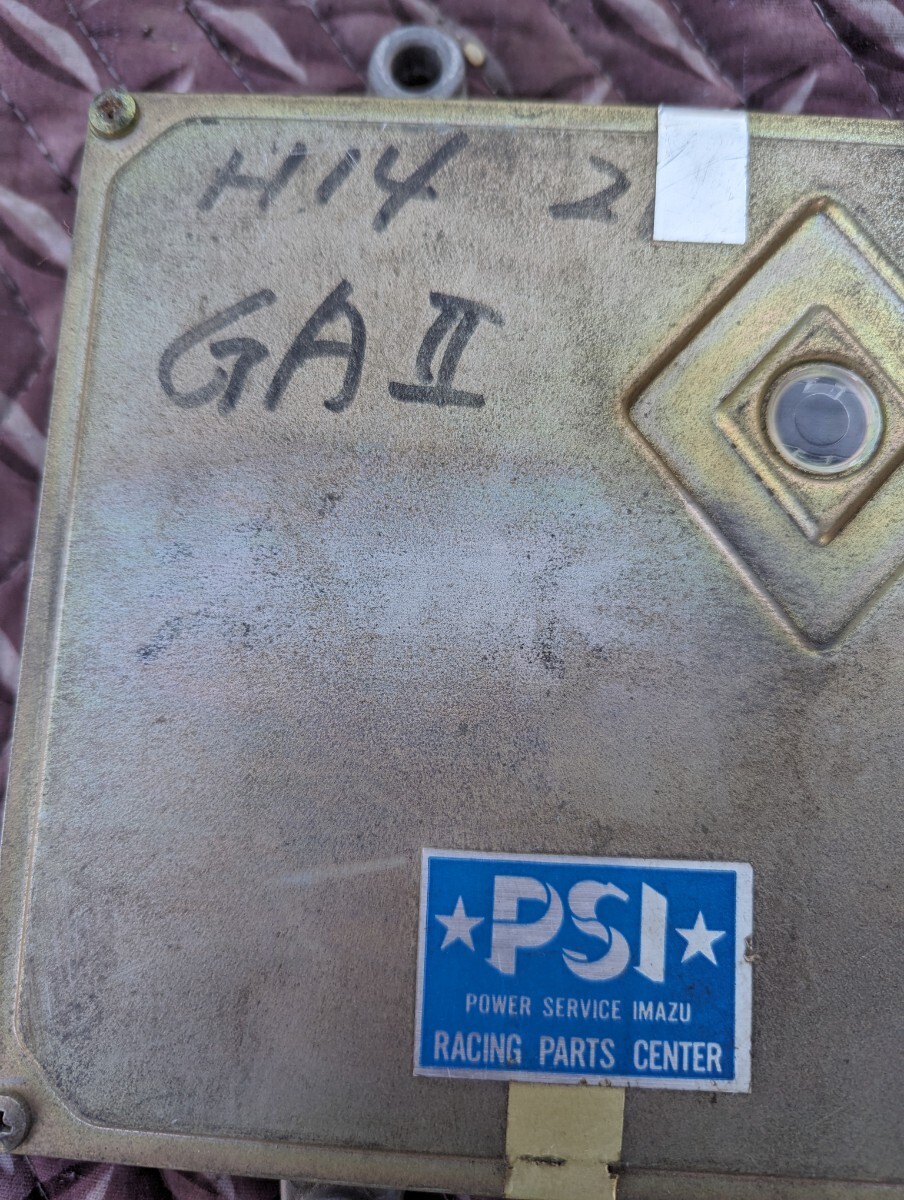 H14 2
GA II
PSI
POWER SERVICE IMAZU
RACING PARTS CENTER